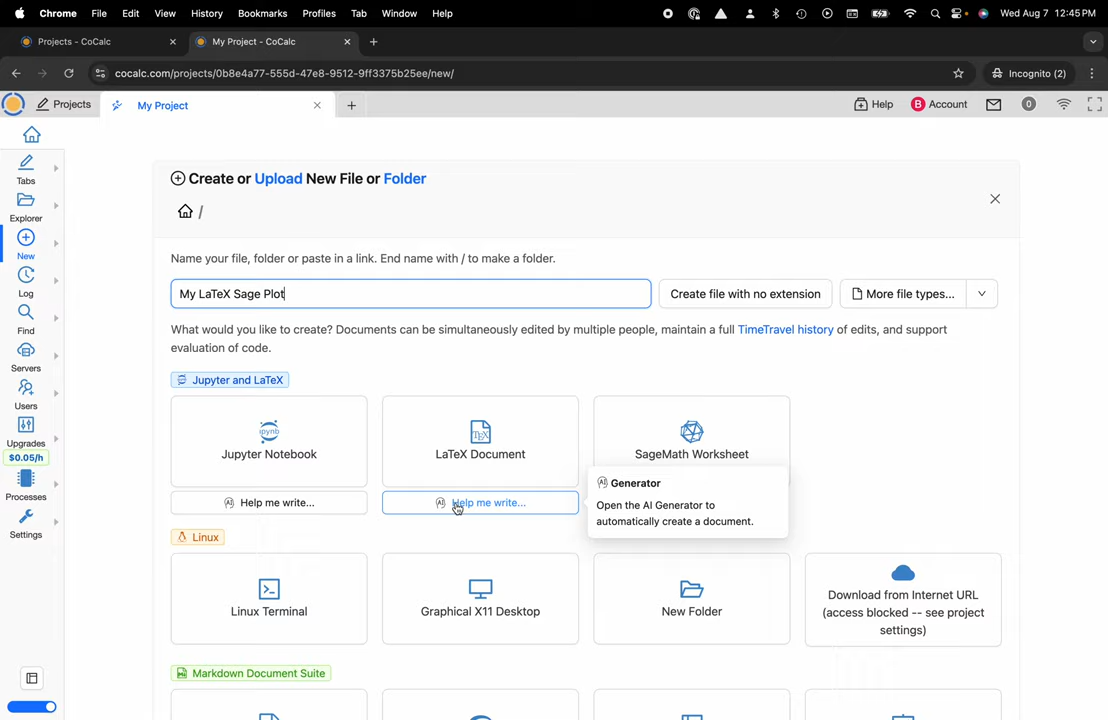 Chrome File Edit View History Bookmarks Profiles Tab Window Help Wed Aug 7 12:45 PM
Projects - CoCalc My Project - CoCalc
cocalc.com/projects/0b8e4a77-555d-47e8-9512-9ff3375b25ee/new/ Incognito (2)
Projects My Project Help B Account 0
Tabs
Explorer
New
Log
Find
Servers
Users
Upgrades
$0.05/h
Processes
Settings
Create or Upload New File or Folder
/
Name your file, folder or paste in a link. End name with / to make a folder.
My LaTeX Sage Plot Create file with no extension More file types...
What would you like to create? Documents can be simultaneously edited by multiple people, maintain a full TimeTravel history of edits, and support
evaluation of code.
Jupyter and LaTeX
ipynb TEX
Jupyter Notebook LaTeX Document SageMath Worksheet
AI Help me write... AI Help me write...
AI Generator
Open the AI Generator to
automatically create a document.
Linux
Linux Terminal Graphical X11 Desktop New Folder
Download from Internet URL
(access blocked -- see project
settings)
Markdown Document Suite